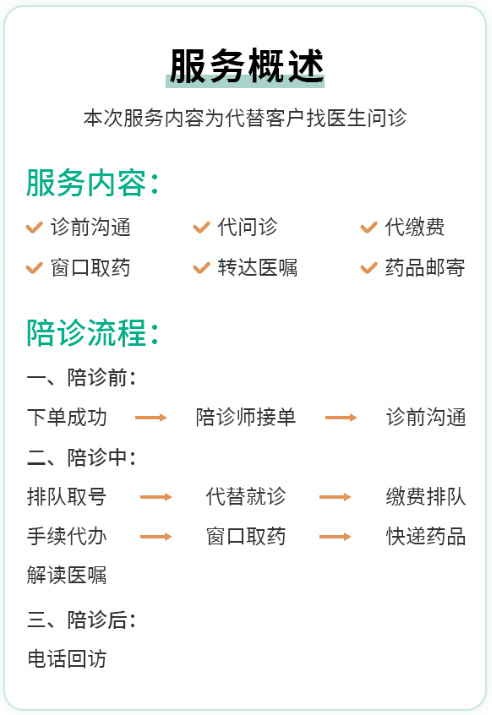 服务概述
本次服务内容为代替客户找医生问诊
服务内容：
诊前沟通 代问诊 代缴费
窗口取药 转达医嘱 药品邮寄
陪诊流程：
一、陪诊前：
下单成功 陪诊师接单 诊前沟通
二、陪诊中：
排队取号 代替就诊 缴费排队
手续代办 窗口取药 快递药品
解读医嘱
三、陪诊后：
电话回访